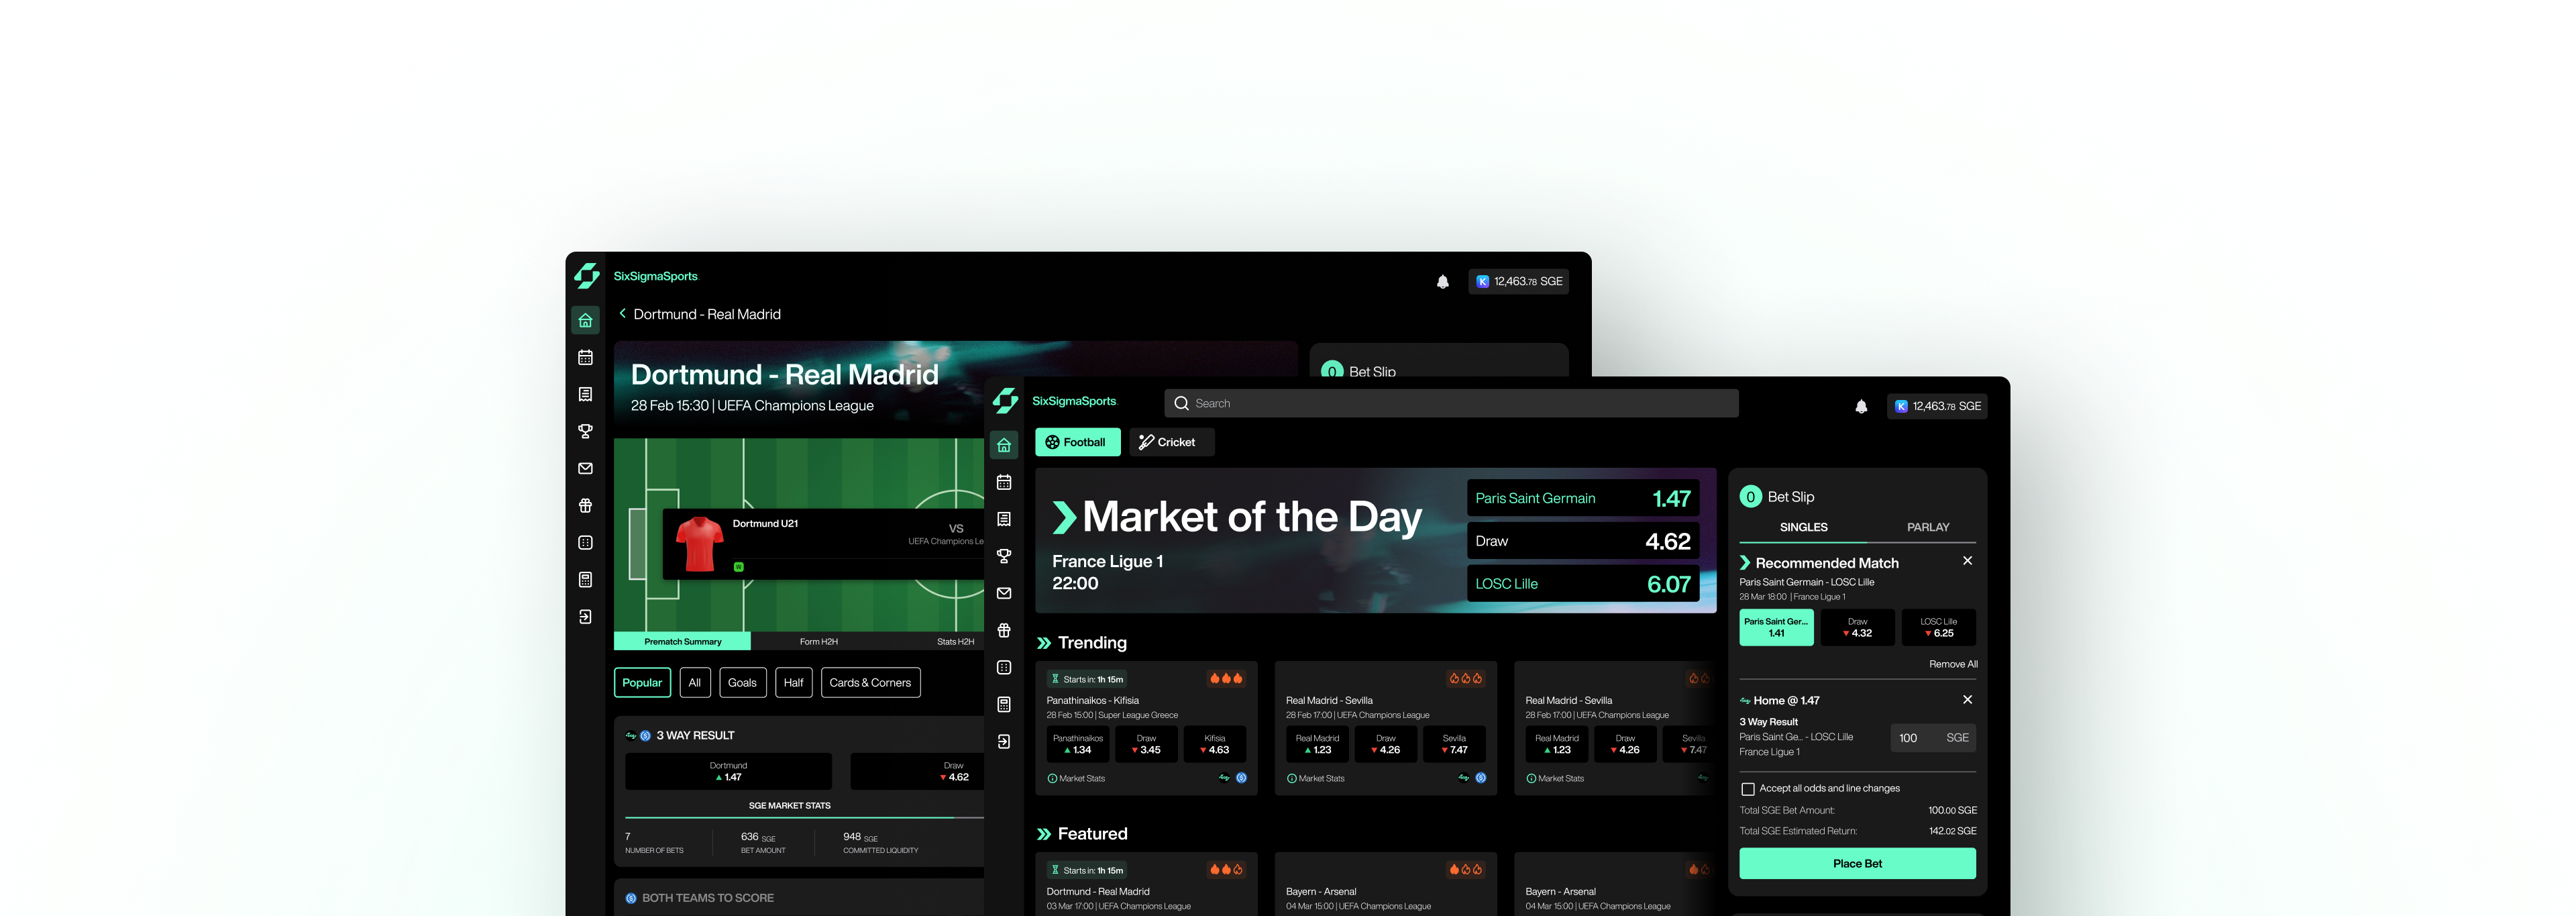 SixSigmaSports
12,463.78 SGE
Dortmund - Real Madrid
Dortmund - Real Madrid
28 Feb 15:30 | UEFA Champions League
0 Bet Slip
Dortmund U21
VS
UEFA Champions Le
W
Prematch Summary
Form H2H
Stats H2H
Popular
All
Goals
Half
Cards & Corners
3 WAY RESULT
Dortmund
1.47
Draw
4.62
SGE MARKET STATS
7
NUMBER OF BETS
636 SGE
BET AMOUNT
948 SGE
COMMITTED LIQUIDITY
BOTH TEAMS TO SCORE
SixSigmaSports
Search
12,463.78 SGE
Football
Cricket
Market of the Day
France Ligue 1
22:00
Paris Saint Germain 1.47
Draw 4.62
LOSC Lille 6.07
Trending
Starts in: 1h 15m
Panathinaikos - Kifisia
28 Feb 15:00 | Super League Greece
Panathinaikos
1.34
Draw
3.45
Kifisia
4.63
Market Stats
Real Madrid - Sevilla
28 Feb 17:00 | UEFA Champions League
Real Madrid
1.23
Draw
4.26
Sevilla
7.47
Market Stats
Real Madrid - Sevilla
28 Feb 17:00 | UEFA Champions League
Real Madrid
1.23
Draw
4.26
Sevilla
7.47
Market Stats
Featured
Starts in: 1h 15m
Dortmund - Real Madrid
03 Mar 17:00 | UEFA Champions League
Bayern - Arsenal
04 Mar 15:00 | UEFA Champions League
Bayern - Arsenal
04 Mar 15:00 | UEFA Champions League
0 Bet Slip
SINGLES
PARLAY
Recommended Match
Paris Saint Germain - LOSC Lille
28 Mar 18:00 | France Ligue 1
Paris Saint Ger...
1.41
Draw
4.32
LOSC Lille
6.25
Remove All
Home @ 1.47
3 Way Result
Paris Saint Ge... - LOSC Lille
France Ligue 1
100 SGE
Accept all odds and line changes
Total SGE Bet Amount: 100.00 SGE
Total SGE Estimated Return: 142.02 SGE
Place Bet